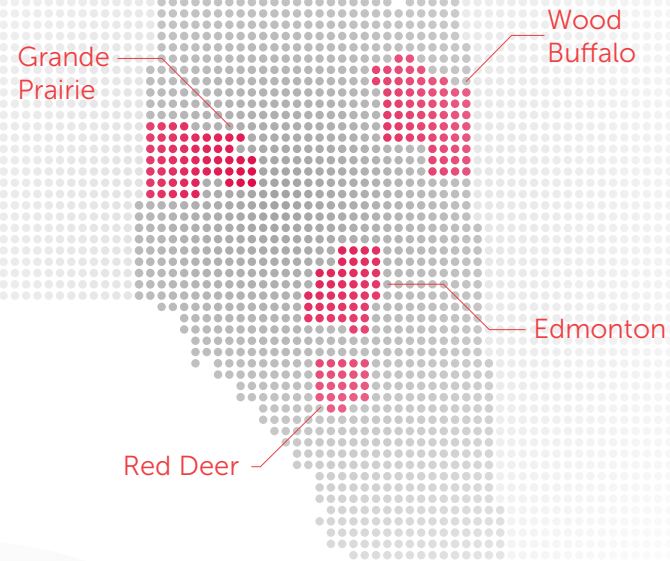 Wood
Buffalo
Grande
Prairie
Edmonton
Red Deer